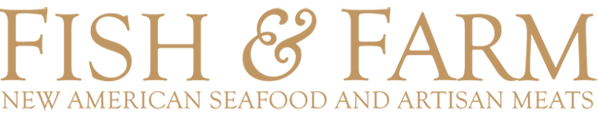 FISH & FARM
NEW AMERICAN SEAFOOD AND ARTISAN MEATS